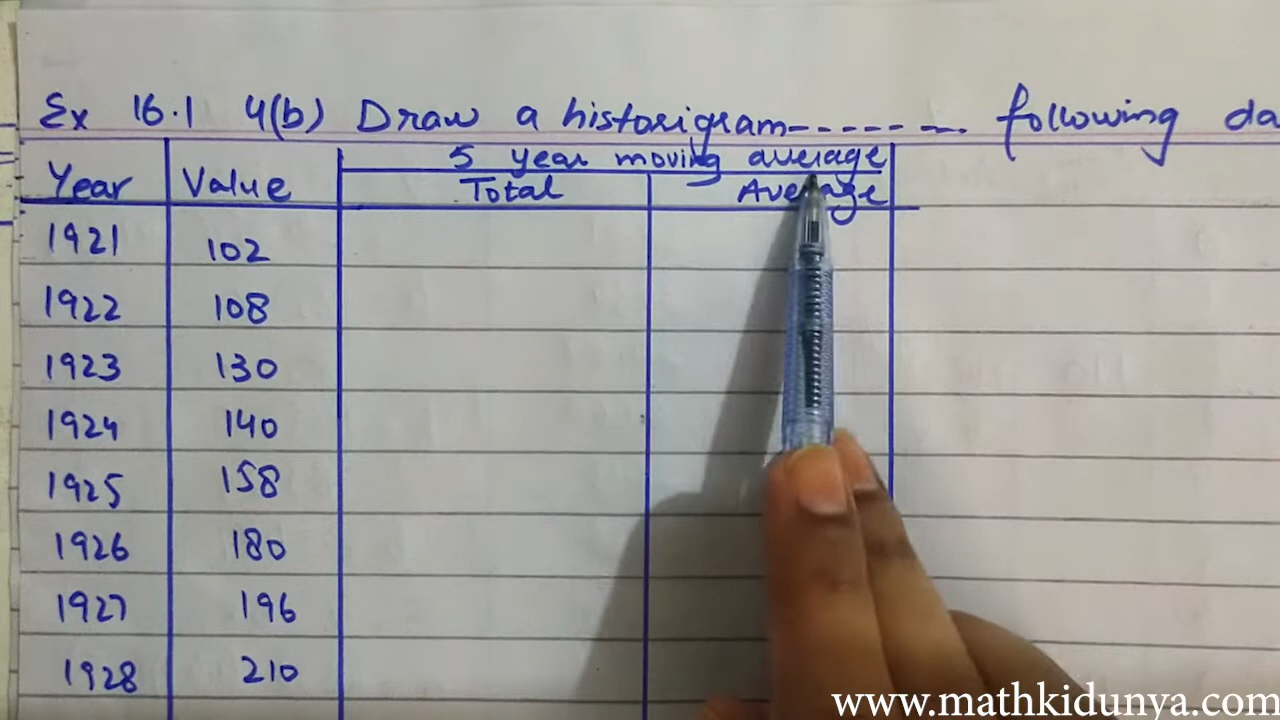 Ex 16.1 4(b) Draw a historigram------- following da
5 year moving average
Year Value Total Average
1921 102
1922 108
1923 130
1924 140
1925 158
1926 180
1927 196
1928 210
www.mathkidunya.com